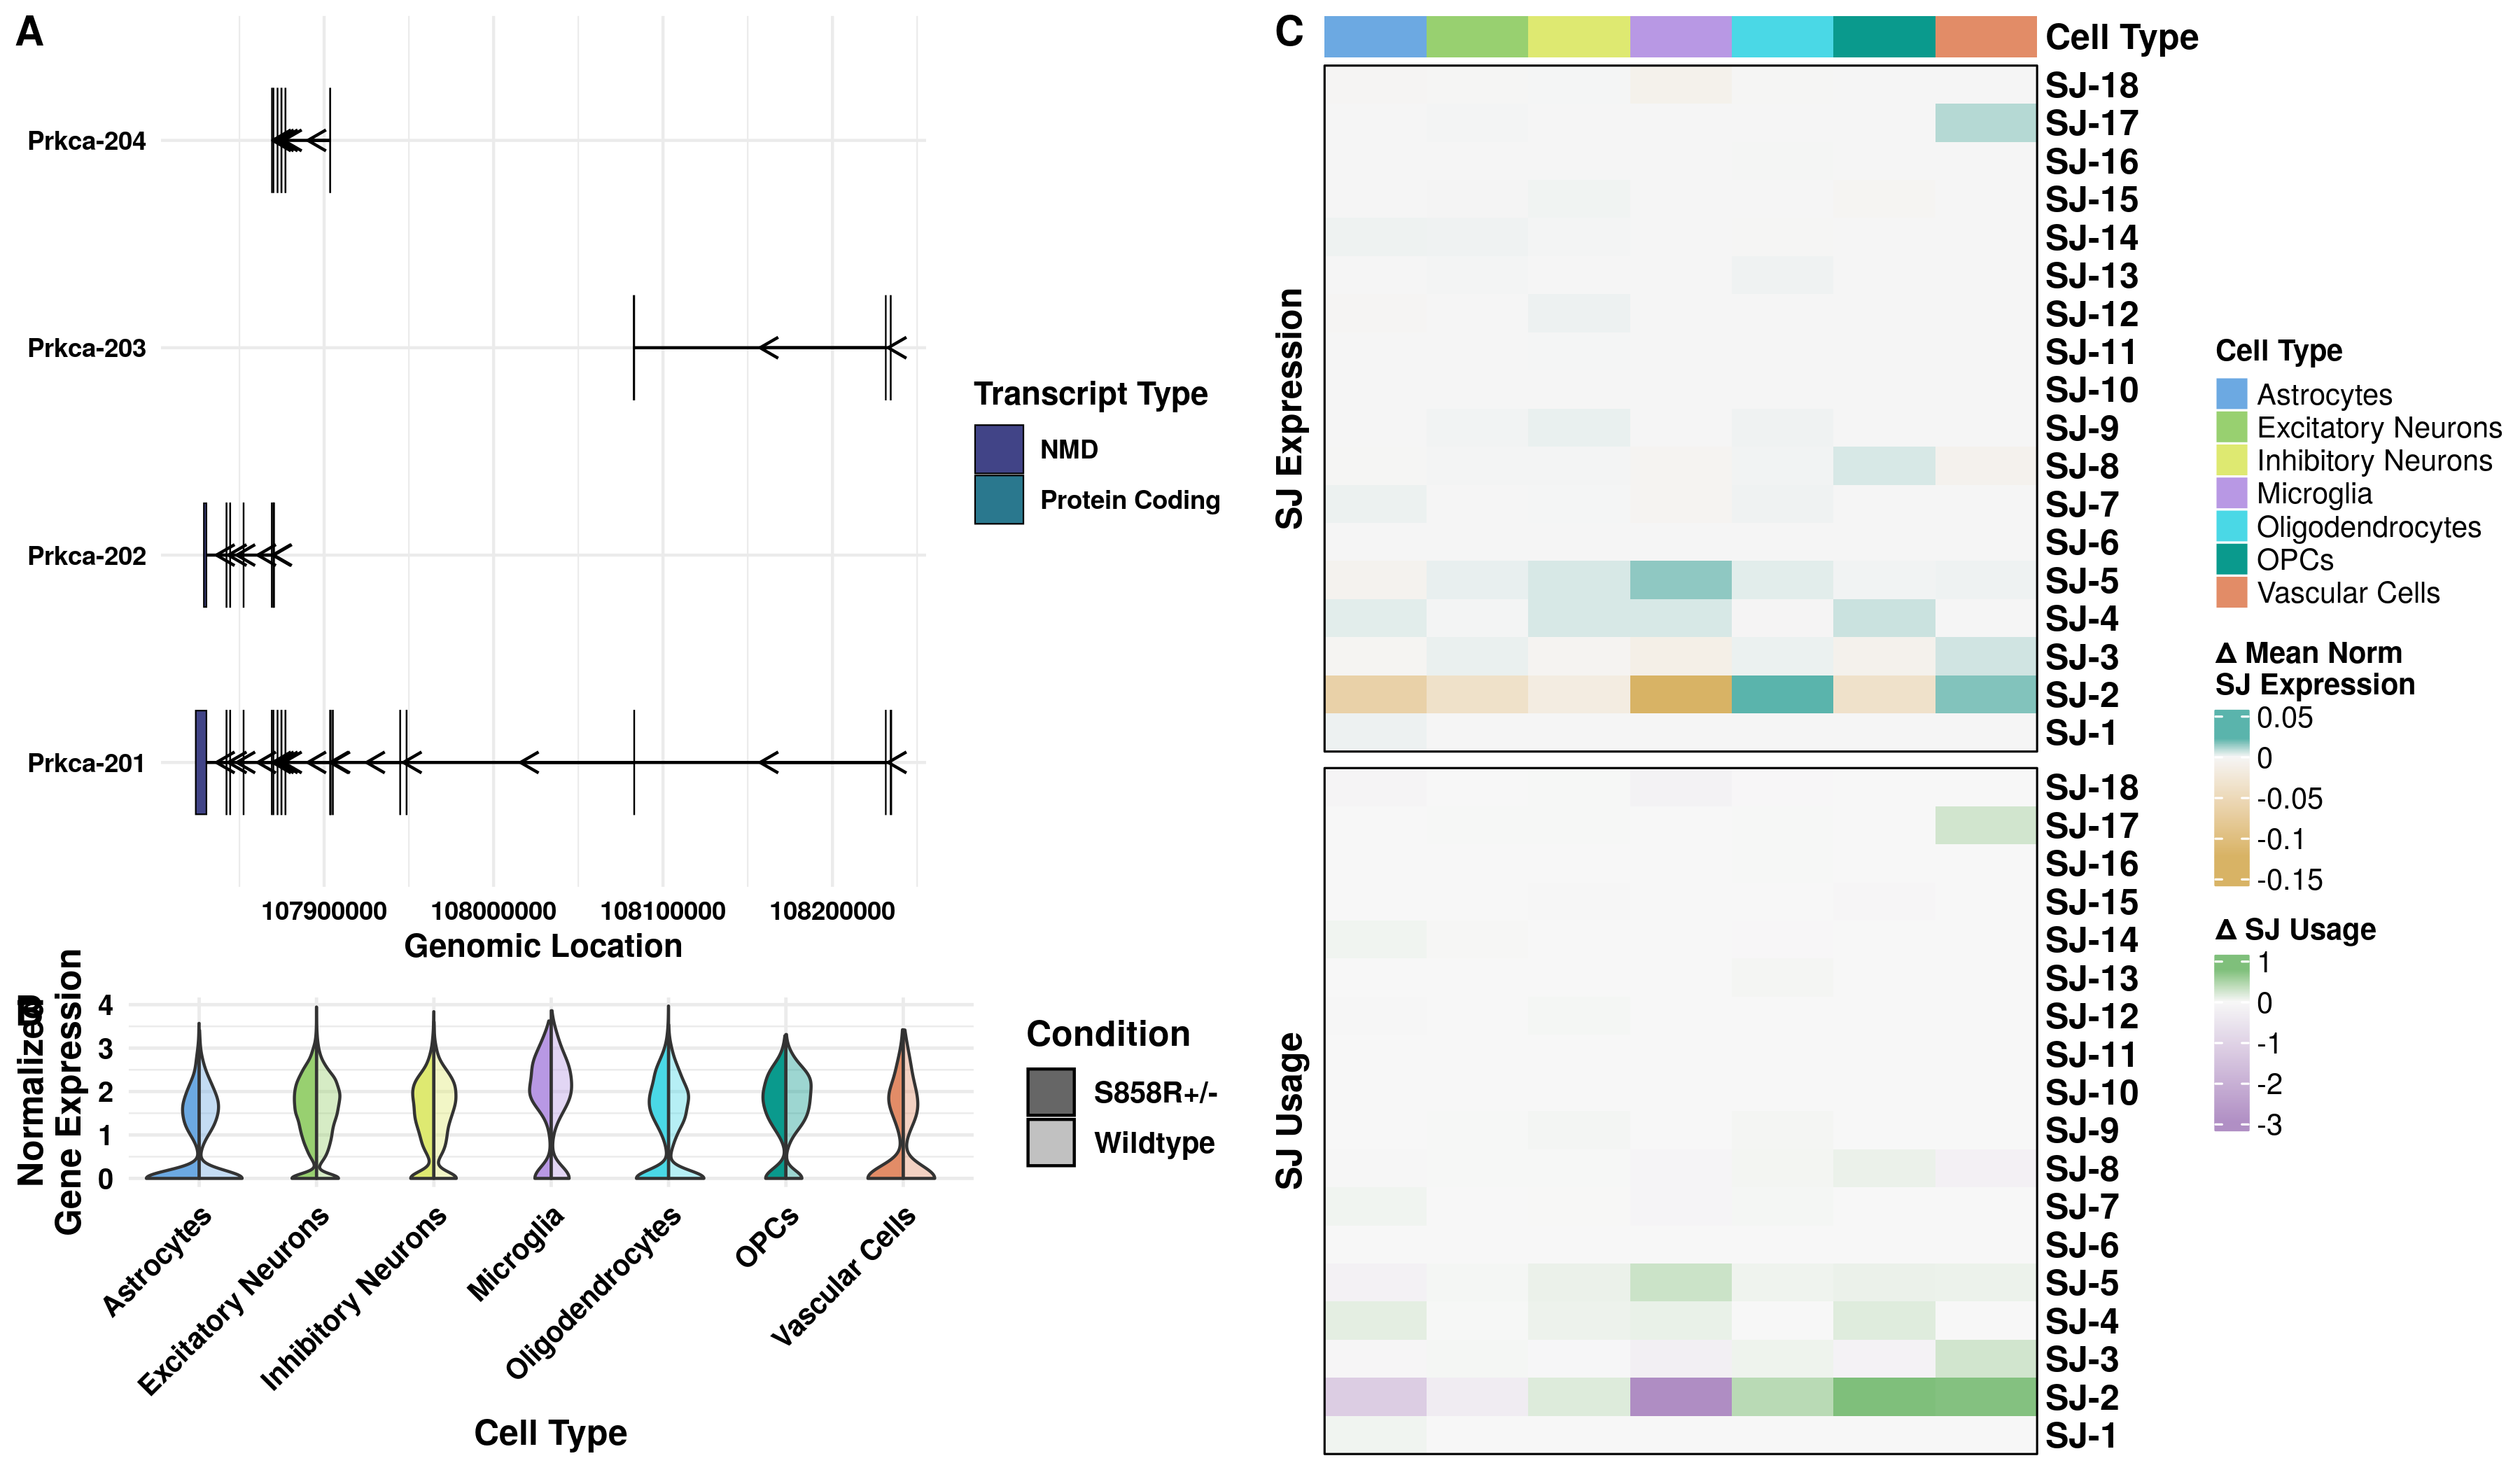 A
Prkca-204
Prkca-203
Prkca-202
Prkca-201
107900000
108000000
108100000
108200000
Genomic Location
Transcript Type
NMD
Protein Coding
Normalized
Gene Expression
4
3
2
1
0
Astrocytes
Excitatory Neurons
Inhibitory Neurons
Microglia
Oligodendrocytes
OPCs
Vascular Cells
Cell Type
Condition
S858R+/-
Wildtype
C
Cell Type
SJ Expression
SJ-18
SJ-17
SJ-16
SJ-15
SJ-14
SJ-13
SJ-12
SJ-11
SJ-10
SJ-9
SJ-8
SJ-7
SJ-6
SJ-5
SJ-4
SJ-3
SJ-2
SJ-1
SJ Usage
SJ-18
SJ-17
SJ-16
SJ-15
SJ-14
SJ-13
SJ-12
SJ-11
SJ-10
SJ-9
SJ-8
SJ-7
SJ-6
SJ-5
SJ-4
SJ-3
SJ-2
SJ-1
Cell Type
Astrocytes
Excitatory Neurons
Inhibitory Neurons
Microglia
Oligodendrocytes
OPCs
Vascular Cells
Δ Mean Norm
SJ Expression
0.05
0
-0.05
-0.1
-0.15
Δ SJ Usage
1
0
-1
-2
-3